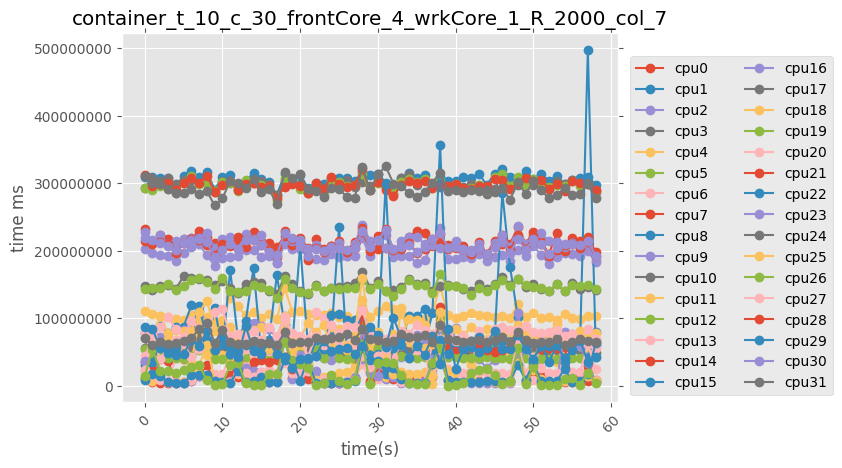 container_t_10_c_30_frontCore_4_wrkCore_1_R_2000_col_7
500000000
400000000
300000000
200000000
100000000
0
time ms
0
10
20
30
40
50
60
time(s)
cpu0
cpu1
cpu2
cpu3
cpu4
cpu5
cpu6
cpu7
cpu8
cpu9
cpu10
cpu11
cpu12
cpu13
cpu14
cpu15
cpu16
cpu17
cpu18
cpu19
cpu20
cpu21
cpu22
cpu23
cpu24
cpu25
cpu26
cpu27
cpu28
cpu29
cpu30
cpu31